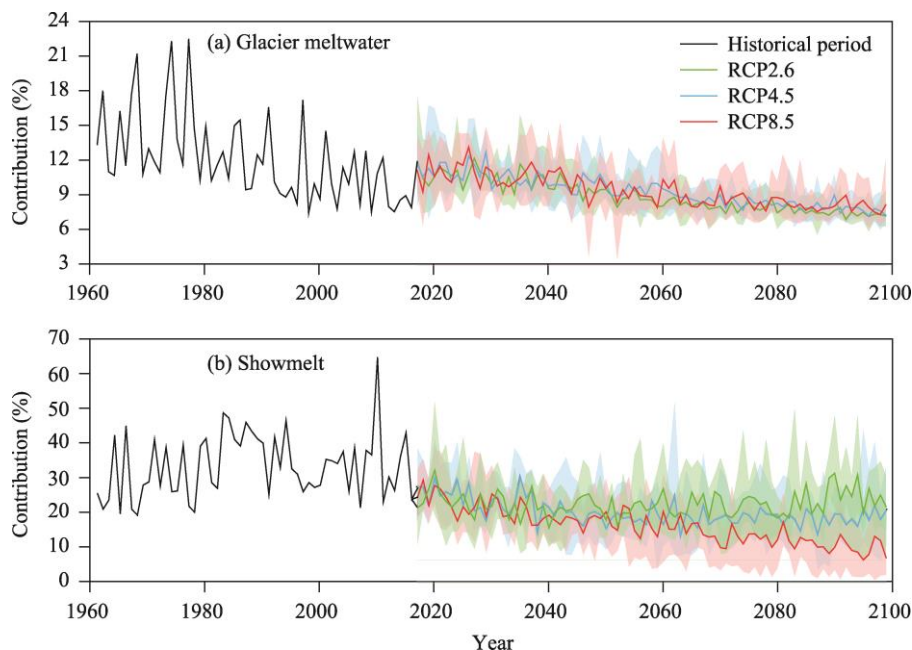 24
21
18
15
12
9
6
3
Contribution (%)
(a) Glacier meltwater
Historical period
RCP2.6
RCP4.5
RCP8.5
1960 1980 2000 2020 2040 2060 2080 2100
70
60
50
40
30
20
10
0
Contribution (%)
(b) Showmelt
1960 1980 2000 2020 2040 2060 2080 2100
Year